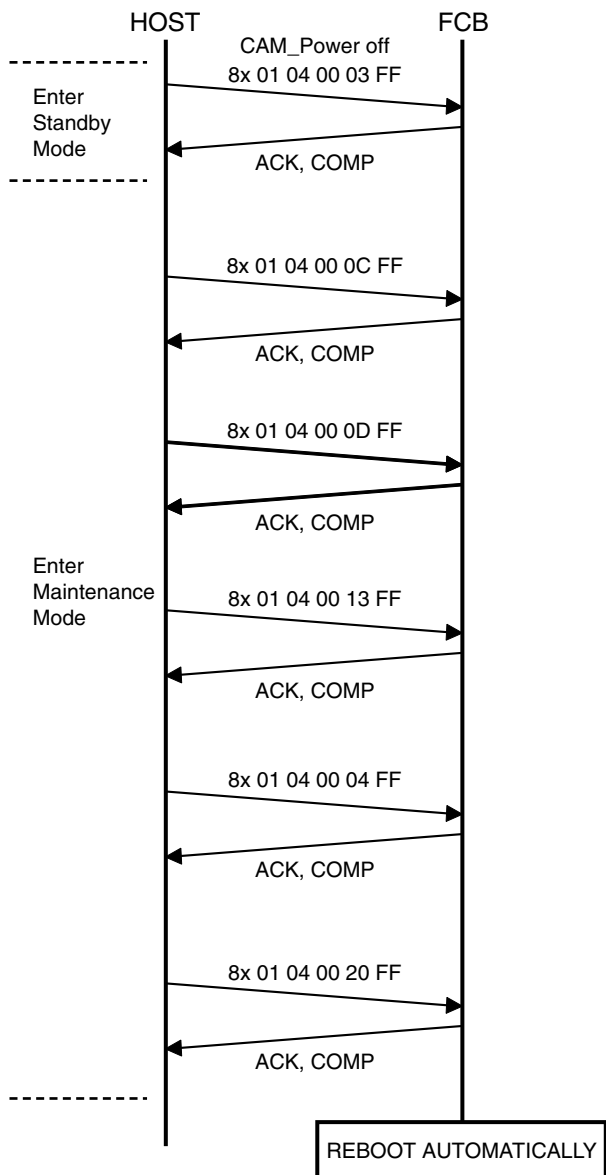 HOST
FCB
CAM_Power off
8x 01 04 00 03 FF
Enter
Standby
Mode
ACK, COMP
8x 01 04 00 0C FF
ACK, COMP
8x 01 04 00 0D FF
ACK, COMP
Enter
Maintenance
Mode
8x 01 04 00 13 FF
ACK, COMP
8x 01 04 00 04 FF
ACK, COMP
8x 01 04 00 20 FF
ACK, COMP
REBOOT AUTOMATICALLY